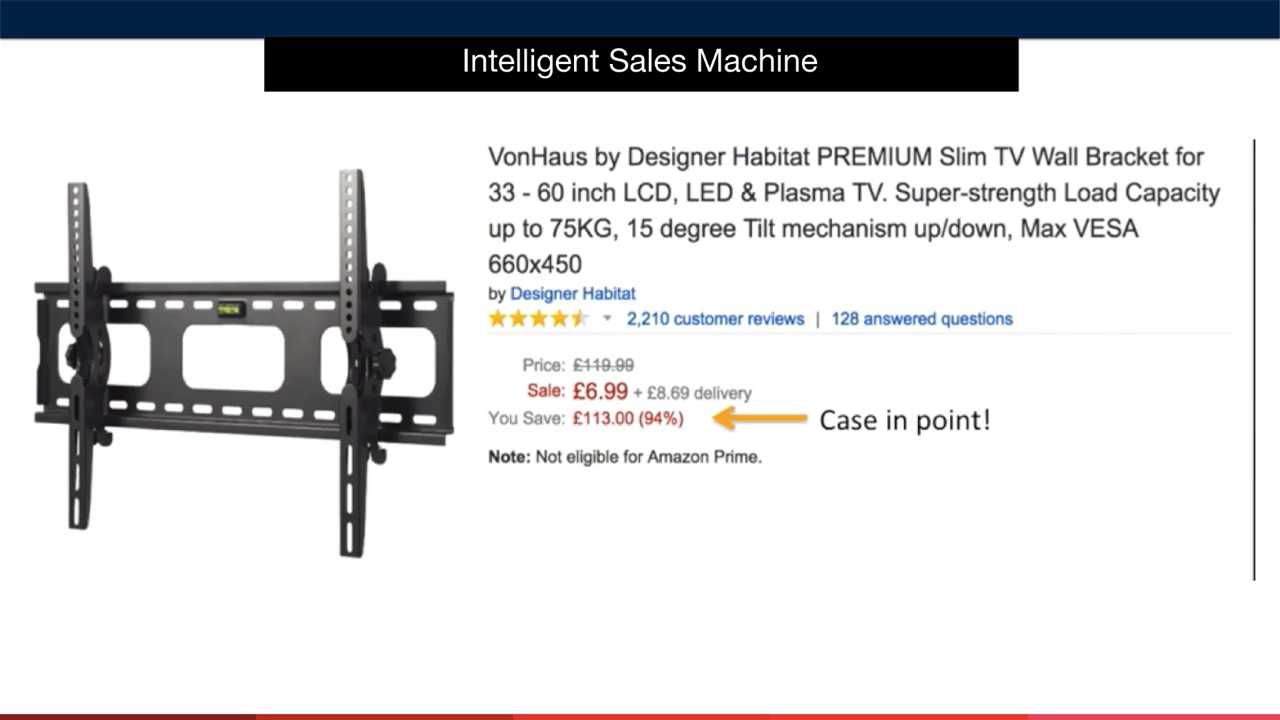 Intelligent Sales Machine
VonHaus by Designer Habitat PREMIUM Slim TV Wall Bracket for
33 - 60 inch LCD, LED & Plasma TV. Super-strength Load Capacity
up to 75KG, 15 degree Tilt mechanism up/down, Max VESA
660x450
by Designer Habitat
2,210 customer reviews | 128 answered questions
Price: £119.99
Sale: £6.99 + £8.69 delivery
You Save: £113.00 (94%)
Case in point!
Note: Not eligible for Amazon Prime.